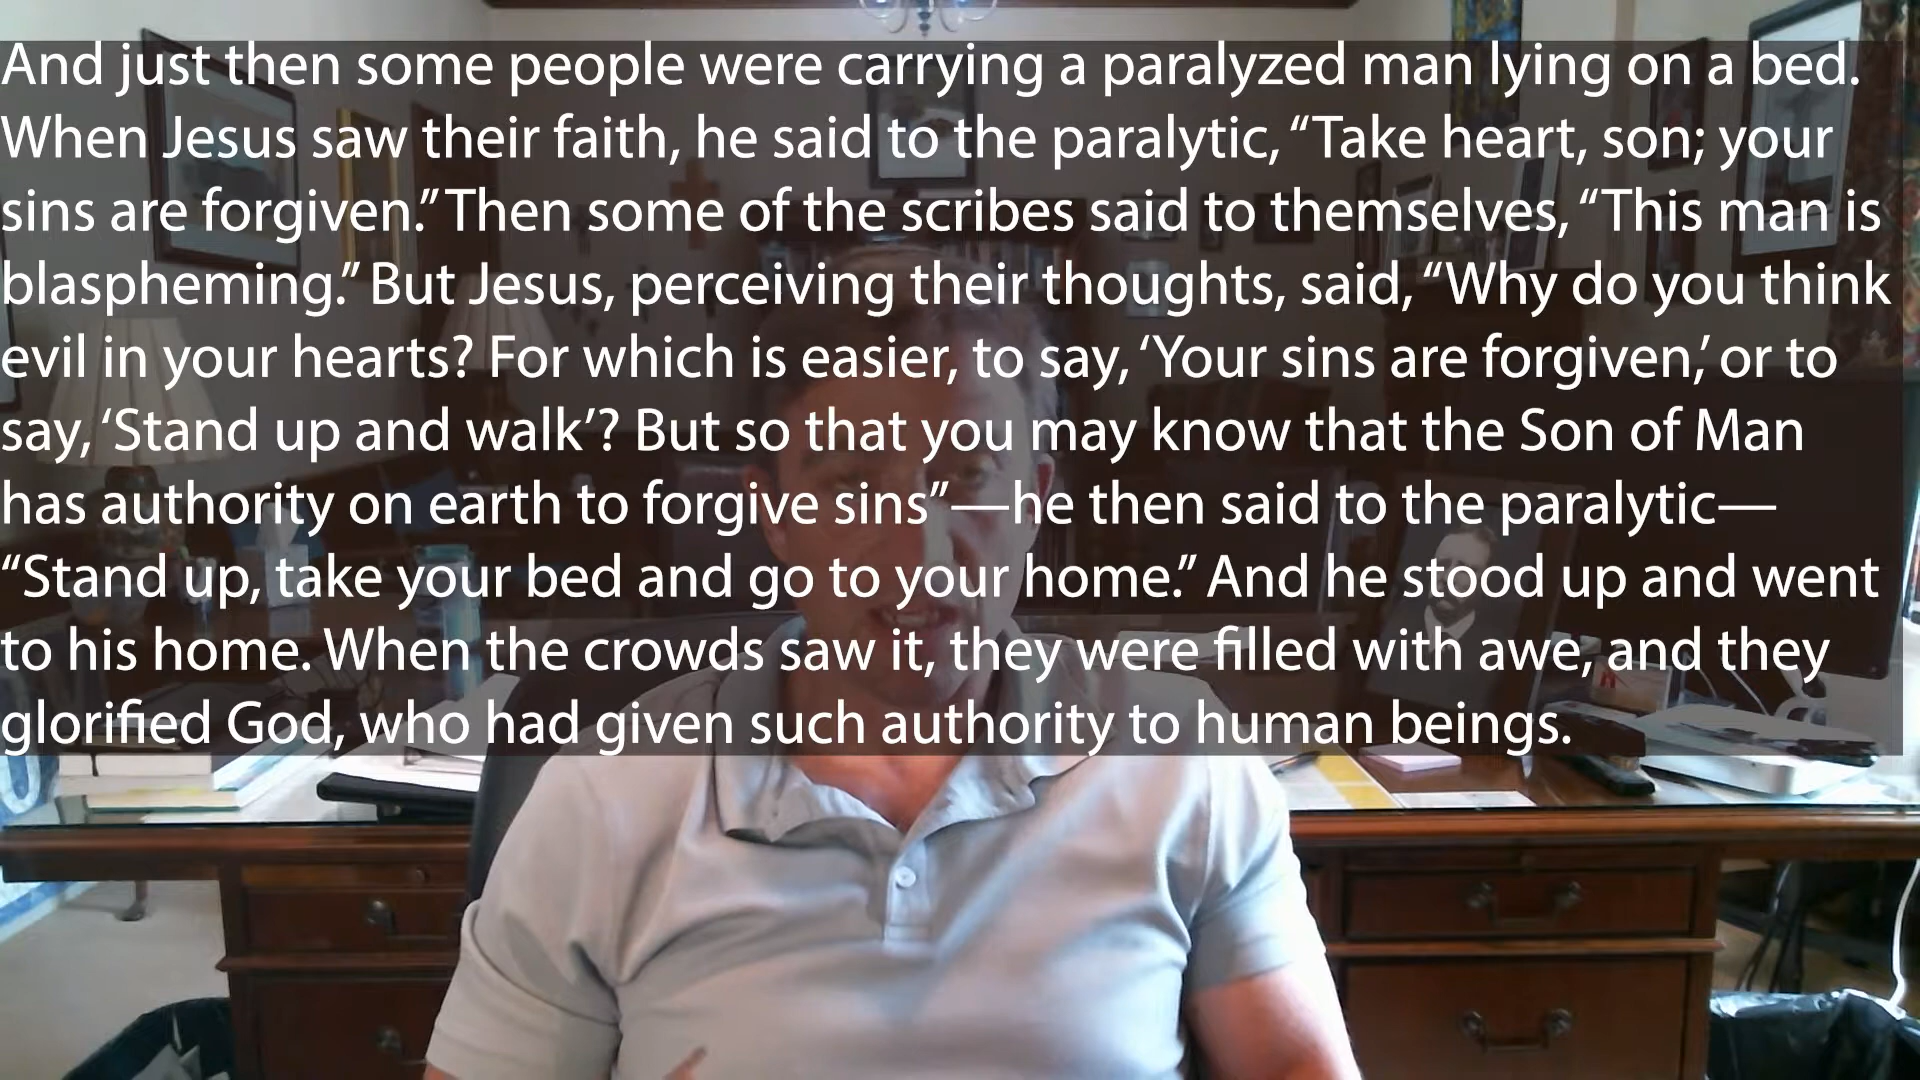 And just then some people were carrying a paralyzed man lying on a bed.
When Jesus saw their faith, he said to the paralytic, “Take heart, son; your
sins are forgiven.” Then some of the scribes said to themselves, “This man is
blaspheming.” But Jesus, perceiving their thoughts, said, “Why do you think
evil in your hearts? For which is easier, to say, ‘Your sins are forgiven,’ or to
say, ‘Stand up and walk’? But so that you may know that the Son of Man
has authority on earth to forgive sins”—he then said to the paralytic—
“Stand up, take your bed and go to your home.” And he stood up and went
to his home. When the crowds saw it, they were filled with awe, and they
glorified God, who had given such authority to human beings.